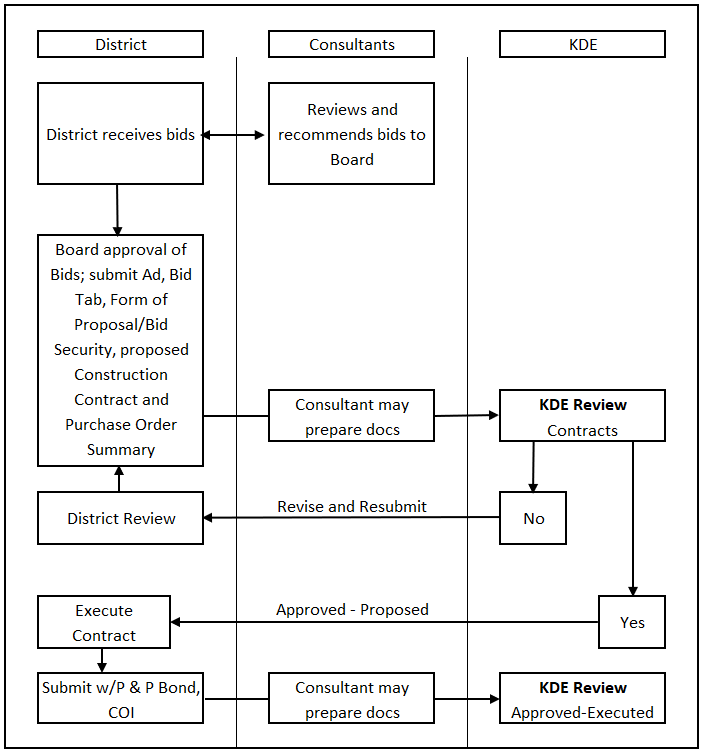 District
Consultants
KDE
District receives bids
Reviews and
recommends bids to
Board
Board approval of
Bids; submit Ad, Bid
Tab, Form of
Proposal/Bid
Security, proposed
Construction
Contract and
Purchase Order
Summary
Consultant may
prepare docs
KDE Review
Contracts
District Review
Revise and Resubmit
No
Execute
Contract
Approved - Proposed
Yes
Submit w/P & P Bond,
COI
Consultant may
prepare docs
KDE Review
Approved-Executed